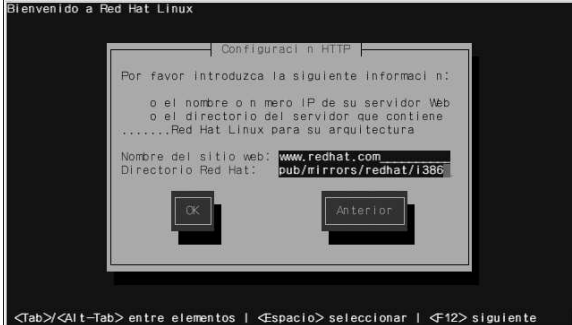 Bienvenido a Red Hat Linux
Configuraci n HTTP
Por favor introduzca la siguiente informaci n:
o el nombre o n mero IP de su servidor Web
o el directorio del servidor que contiene
.......Red Hat Linux para su arquitectura
Nombre del sitio web: www.redhat.com__________
Directorio Red Hat: pub/mirrors/redhat/i386
OK Anterior
<Tab>/<Alt-Tab> entre elementos | <Espacio> seleccionar | <F12> siguiente